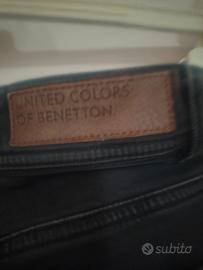 UNITED COLORS
OF BENETTON.
subito